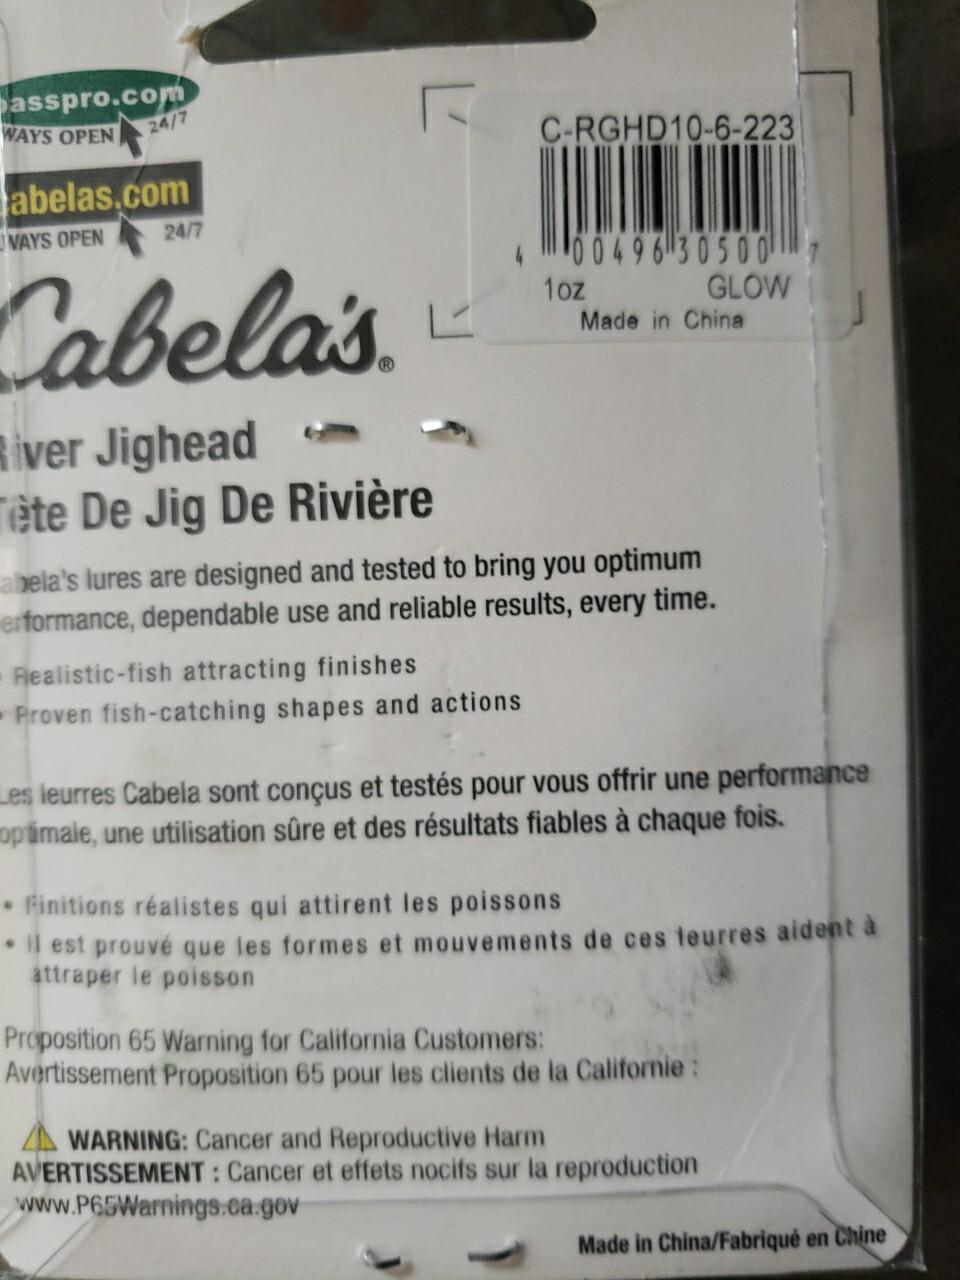 basspro.com
WAYS OPEN 24/7
cabelas.com
WAYS OPEN 24/7
C-RGHD10-6-223
4 00496 30500 7
1oz GLOW
Made in China
Cabela's®
River Jighead
Tête De Jig De Rivière
Cabela's lures are designed and tested to bring you optimum
performance, dependable use and reliable results, every time.
• Realistic-fish attracting finishes
• Proven fish-catching shapes and actions
Les leurres Cabela sont conçus et testés pour vous offrir une performance
optimale, une utilisation sûre et des résultats fiables à chaque fois.
• Finitions réalistes qui attirent les poissons
• Il est prouvé que les formes et mouvements de ces leurres aident à
attraper le poisson
Proposition 65 Warning for California Customers:
Avertissement Proposition 65 pour les clients de la Californie :
WARNING: Cancer and Reproductive Harm
AVERTISSEMENT : Cancer et effets nocifs sur la reproduction
www.P65Warnings.ca.gov
Made in China/Fabriqué en Chine